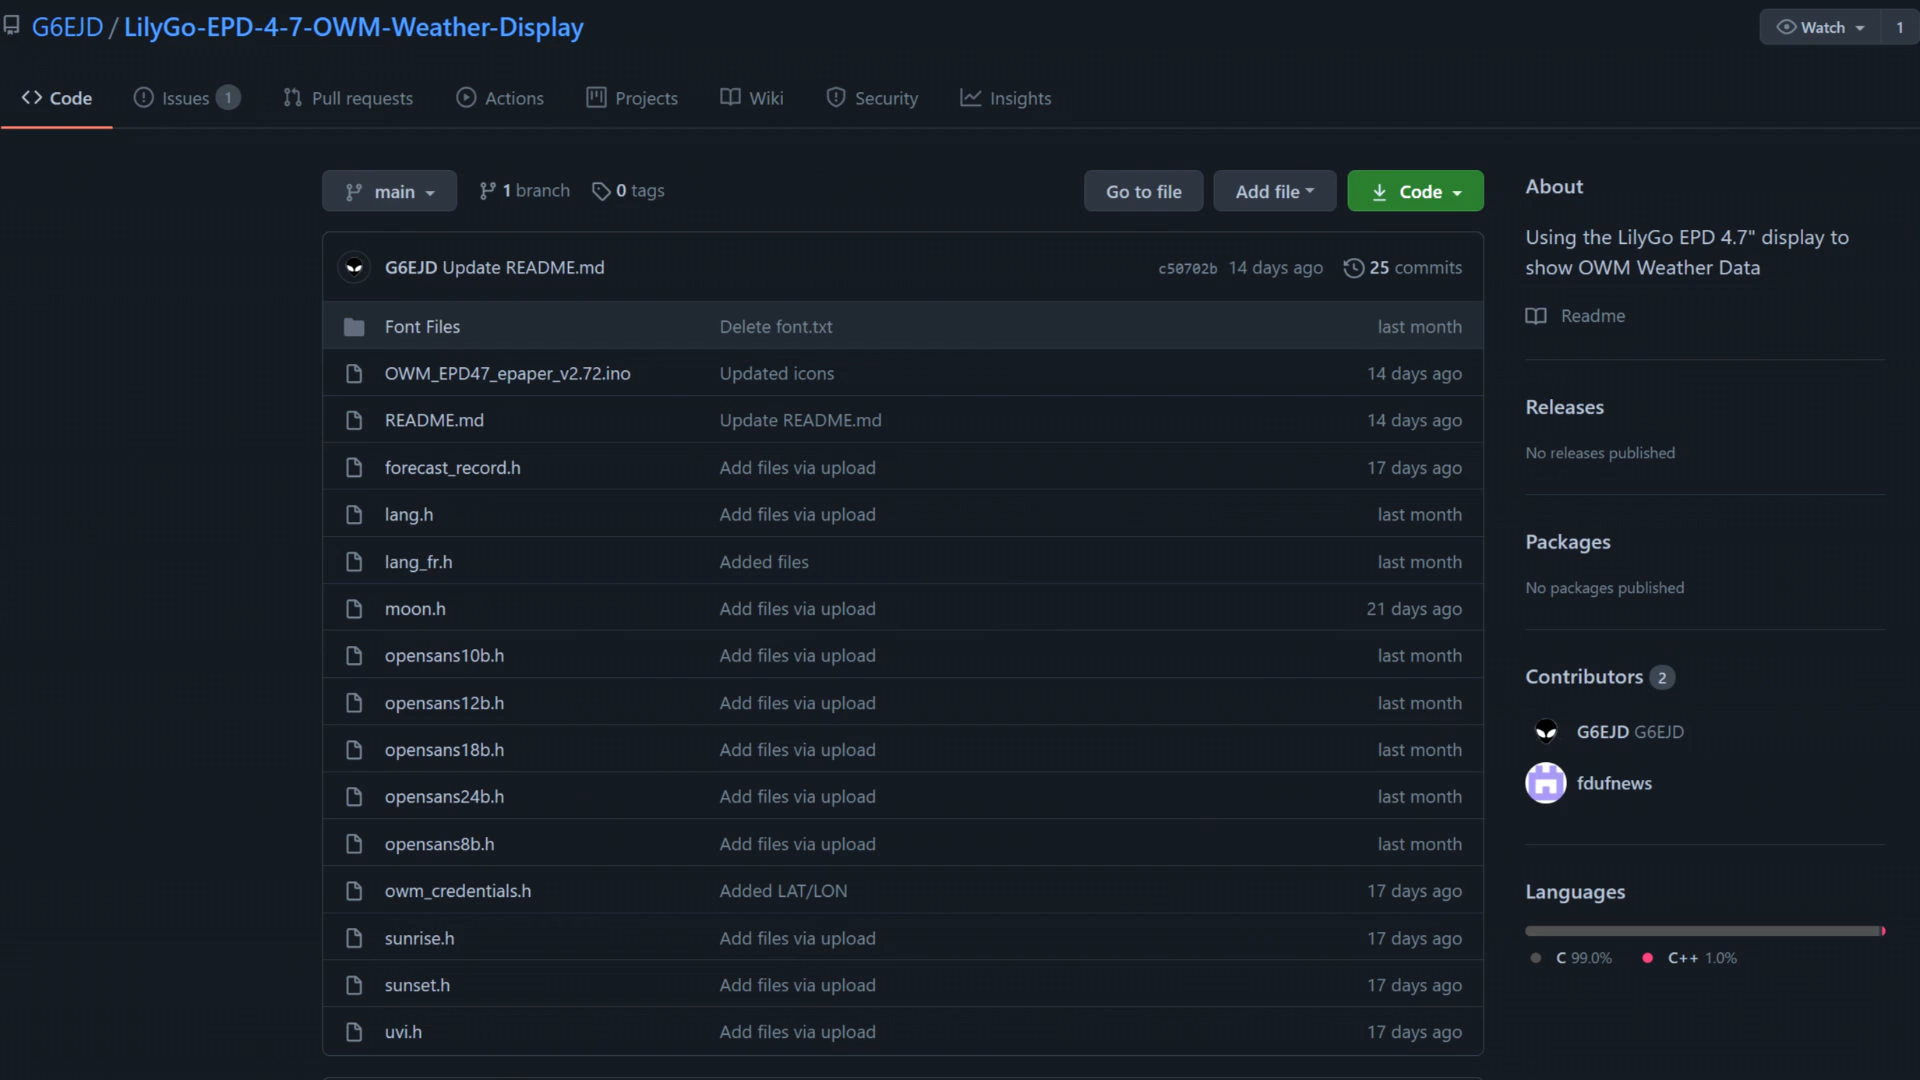 G6EJD / LilyGo-EPD-4-7-OWM-Weather-Display
Watch 1
Code Issues 1 Pull requests Actions Projects Wiki Security Insights
main 1 branch 0 tags Go to file Add file Code
G6EJD Update README.md c50702b 14 days ago 25 commits
Font Files Delete font.txt last month
OWM_EPD47_epaper_v2.72.ino Updated icons 14 days ago
README.md Update README.md 14 days ago
forecast_record.h Add files via upload 17 days ago
lang.h Add files via upload last month
lang_fr.h Added files last month
moon.h Add files via upload 21 days ago
opensans10b.h Add files via upload last month
opensans12b.h Add files via upload last month
opensans18b.h Add files via upload last month
opensans24b.h Add files via upload last month
opensans8b.h Add files via upload last month
owm_credentials.h Added LAT/LON 17 days ago
sunrise.h Add files via upload 17 days ago
sunset.h Add files via upload 17 days ago
uvi.h Add files via upload 17 days ago
About
Using the LilyGo EPD 4.7" display to
show OWM Weather Data
Readme
Releases
No releases published
Packages
No packages published
Contributors 2
G6EJD G6EJD
fdufnews
Languages
C 99.0% C++ 1.0%